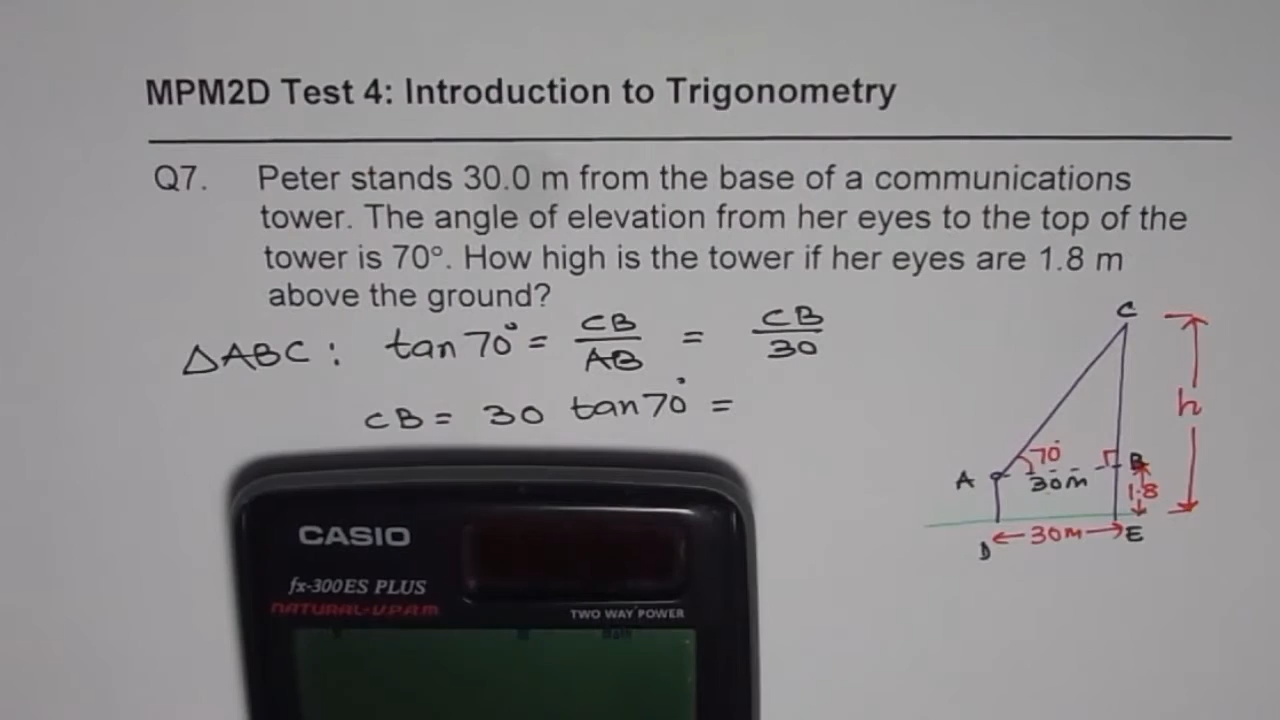 MPM2D Test 4: Introduction to Trigonometry
Q7. Peter stands 30.0 m from the base of a communications
tower. The angle of elevation from her eyes to the top of the
tower is 70°. How high is the tower if her eyes are 1.8 m
above the ground?
△ABC: tan 70° = CB/AB = CB/30
CB = 30 tan 70° =
C
h
70°
A
30m
B
1.8
D
30m
E
CASIO
fx-300ES PLUS
NATURAL-V.P.A.M.
TWO WAY POWER